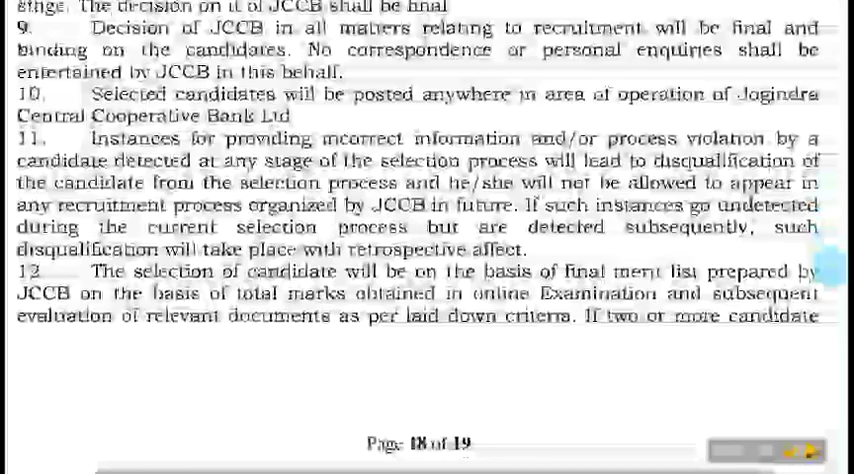 stage. The decision on it of JCCB shall be final
9. Decision of JCCB in all matters relating to recruitment will be final and
binding on the candidates. No correspondence or personal enquiries shall be
entertained by JCCB in this behalf.
10. Selected candidates will be posted anywhere in area of operation of Jogindra
Central Cooperative Bank Ltd
11. Instances for providing incorrect information and/or process violation by a
candidate detected at any stage of the selection process will lead to disqualification of
the candidate from the selection process and he/she will not be allowed to appear in
any recruitment process organized by JCCB in future. If such instances go undetected
during the current selection process but are detected subsequently, such
disqualification will take place with retrospective affect.
12 The selection of candidate will be on the basis of final merit list prepared by
JCCB on the basis of total marks obtained in online Examination and subsequent
evaluation of relevant documents as per laid down criteria. If two or more candidate
Page 18 of 19